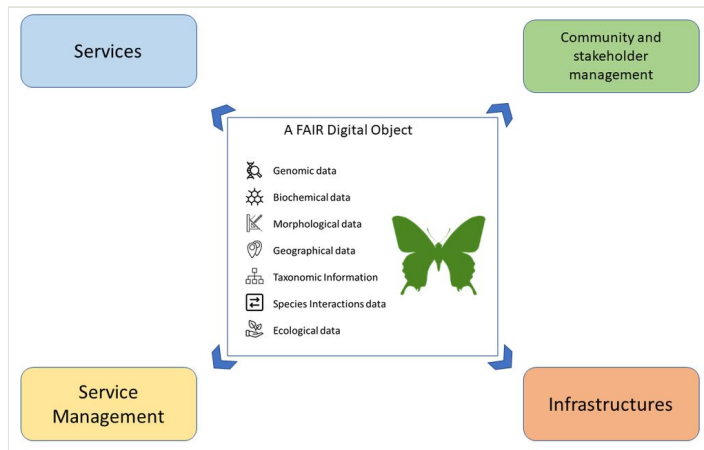 Services
Community and
stakeholder
management
A FAIR Digital Object
Genomic data
Biochemical data
Morphological data
Geographical data
Taxonomic Information
Species Interactions data
Ecological data
Service
Management
Infrastructures